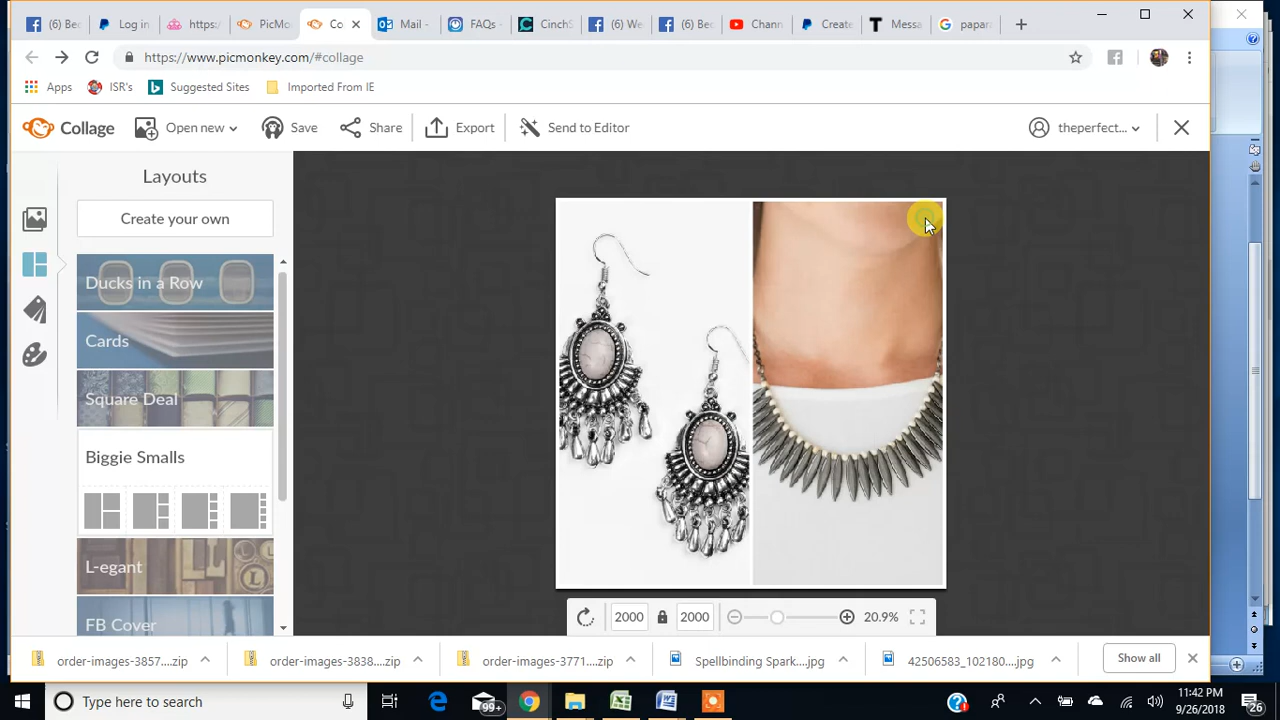 (6) Be
Log in
https:
PicMo
Co
Mail -
FAQs -
CinchS
(6) We
(6) Be
Chann
Create
Messa
papar
https://www.picmonkey.com/#collage
Apps ISR's Suggested Sites Imported From IE
Collage Open new Save Share Export Send to Editor theperfect...
Layouts
Create your own
Ducks in a Row
Cards
Square Deal
Biggie Smalls
L-egant
FB Cover
2000 2000 20.9%
order-images-3857....zip order-images-3838....zip order-images-3771....zip Spellbinding Spark....jpg Show all
Type here to search
99+
11:42 PM
9/26/2018
26